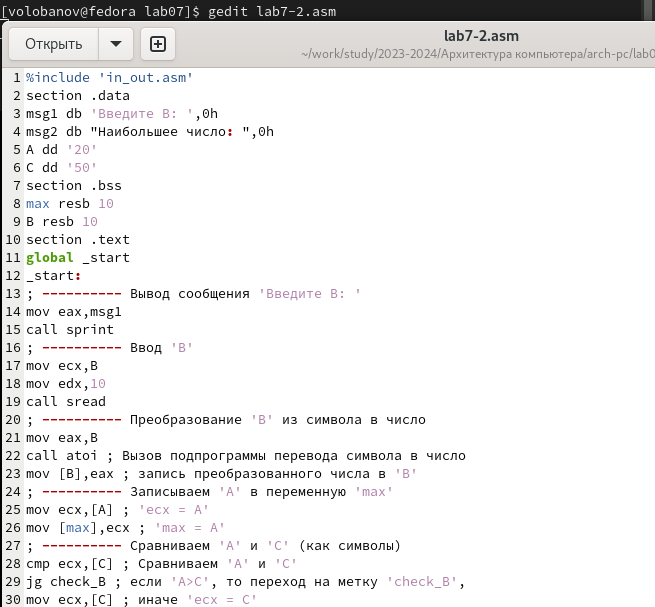 [volobanov@fedora lab07]$ gedit lab7-2.asm
Открыть
lab7-2.asm
~/work/study/2023-2024/Архитектура компьютера/arch-pc/lab0
1 %include 'in_out.asm'
2 section .data
3 msg1 db 'Введите B: ',0h
4 msg2 db "Наибольшее число: ",0h
5 A dd '20'
6 C dd '50'
7 section .bss
8 max resb 10
9 B resb 10
10 section .text
11 global _start
12 _start:
13 ; ---------- Вывод сообщения 'Введите B: '
14 mov eax,msg1
15 call sprint
16 ; ---------- Ввод 'B'
17 mov ecx,B
18 mov edx,10
19 call sread
20 ; ---------- Преобразование 'B' из символа в число
21 mov eax,B
22 call atoi ; Вызов подпрограммы перевода символа в число
23 mov [B],eax ; запись преобразованного числа в 'B'
24 ; ---------- Записываем 'A' в переменную 'max'
25 mov ecx,[A] ; 'ecx = A'
26 mov [max],ecx ; 'max = A'
27 ; ---------- Сравниваем 'A' и 'С' (как символы)
28 cmp ecx,[C] ; Сравниваем 'A' и 'С'
29 jg check_B ; если 'A>C', то переход на метку 'check_B',
30 mov ecx,[C] ; иначе 'ecx = C'